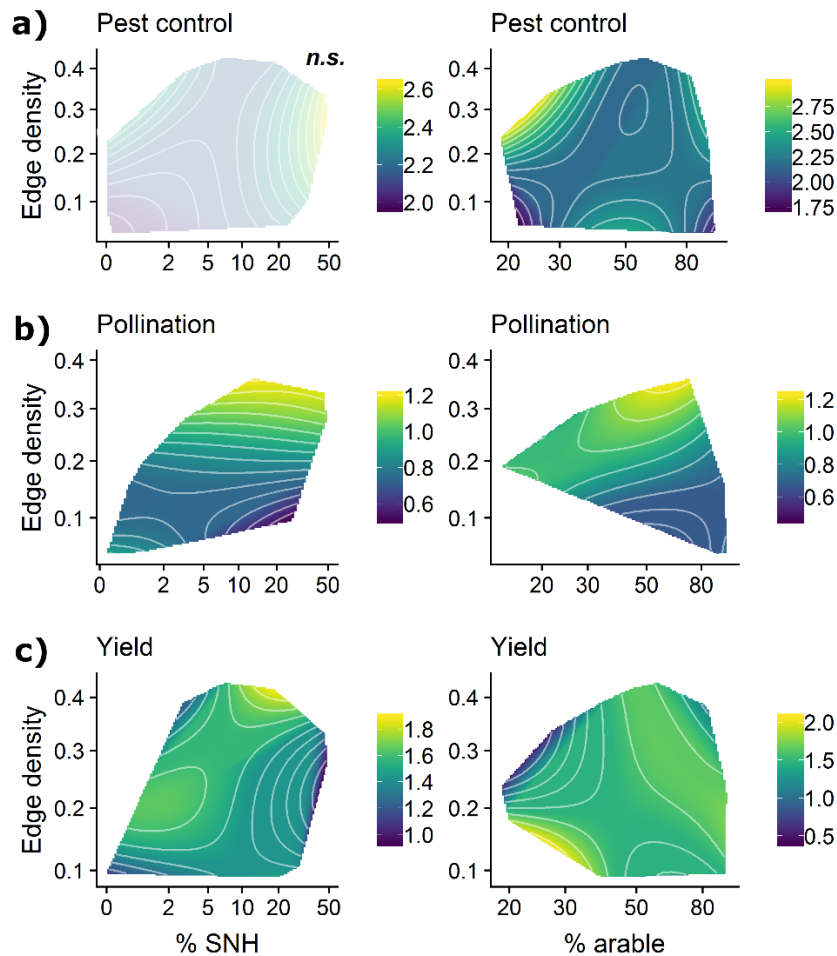 a)
Pest control
Pest control
n.s.
Edge density
0.4
0.3
0.2
0.1
0 2 5 10 20 50
2.6
2.4
2.2
2.0
Edge density
0.4
0.3
0.2
0.1
20 30 50 80
2.75
2.50
2.25
2.00
1.75
b)
Pollination
Pollination
Edge density
0.4
0.3
0.2
0.1
0 2 5 10 20 50
1.2
1.0
0.8
0.6
0.4
0.3
0.2
0.1
20 30 50 80
1.2
1.0
0.8
0.6
c)
Yield
Yield
Edge density
0.4
0.3
0.2
0.1
0 2 5 10 20 50
% SNH
1.8
1.6
1.4
1.2
1.0
0.4
0.3
0.2
0.1
20 30 50 80
% arable
2.0
1.5
1.0
0.5